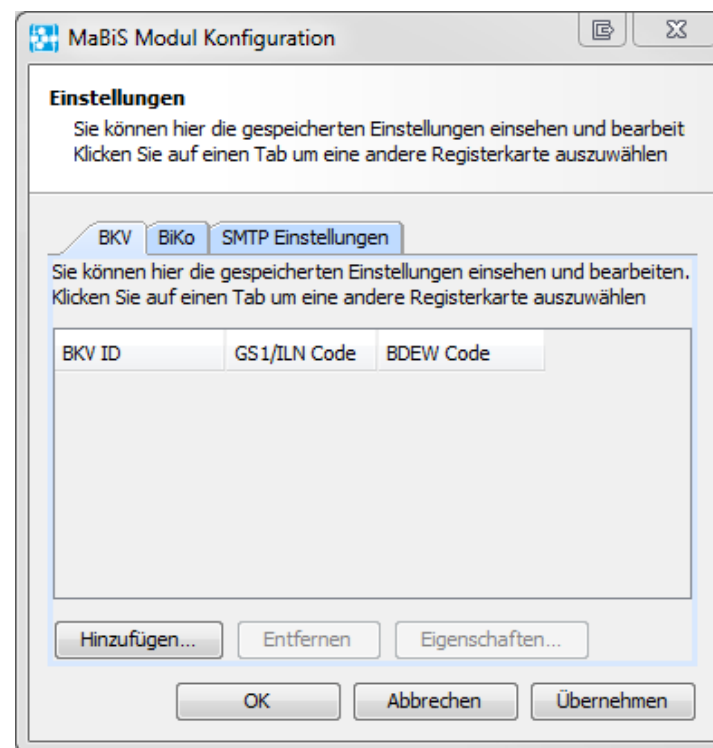 MaBiS Modul Konfiguration
Einstellungen
Sie können hier die gespeicherten Einstellungen einsehen und bearbeit
Klicken Sie auf einen Tab um eine andere Registerkarte auszuwählen
BKV BiKo SMTP Einstellungen
Sie können hier die gespeicherten Einstellungen einsehen und bearbeiten.
Klicken Sie auf einen Tab um eine andere Registerkarte auszuwählen
BKV ID GS1/ILN Code BDEW Code
Hinzufügen... Entfernen Eigenschaften...
OK Abbrechen Übernehmen